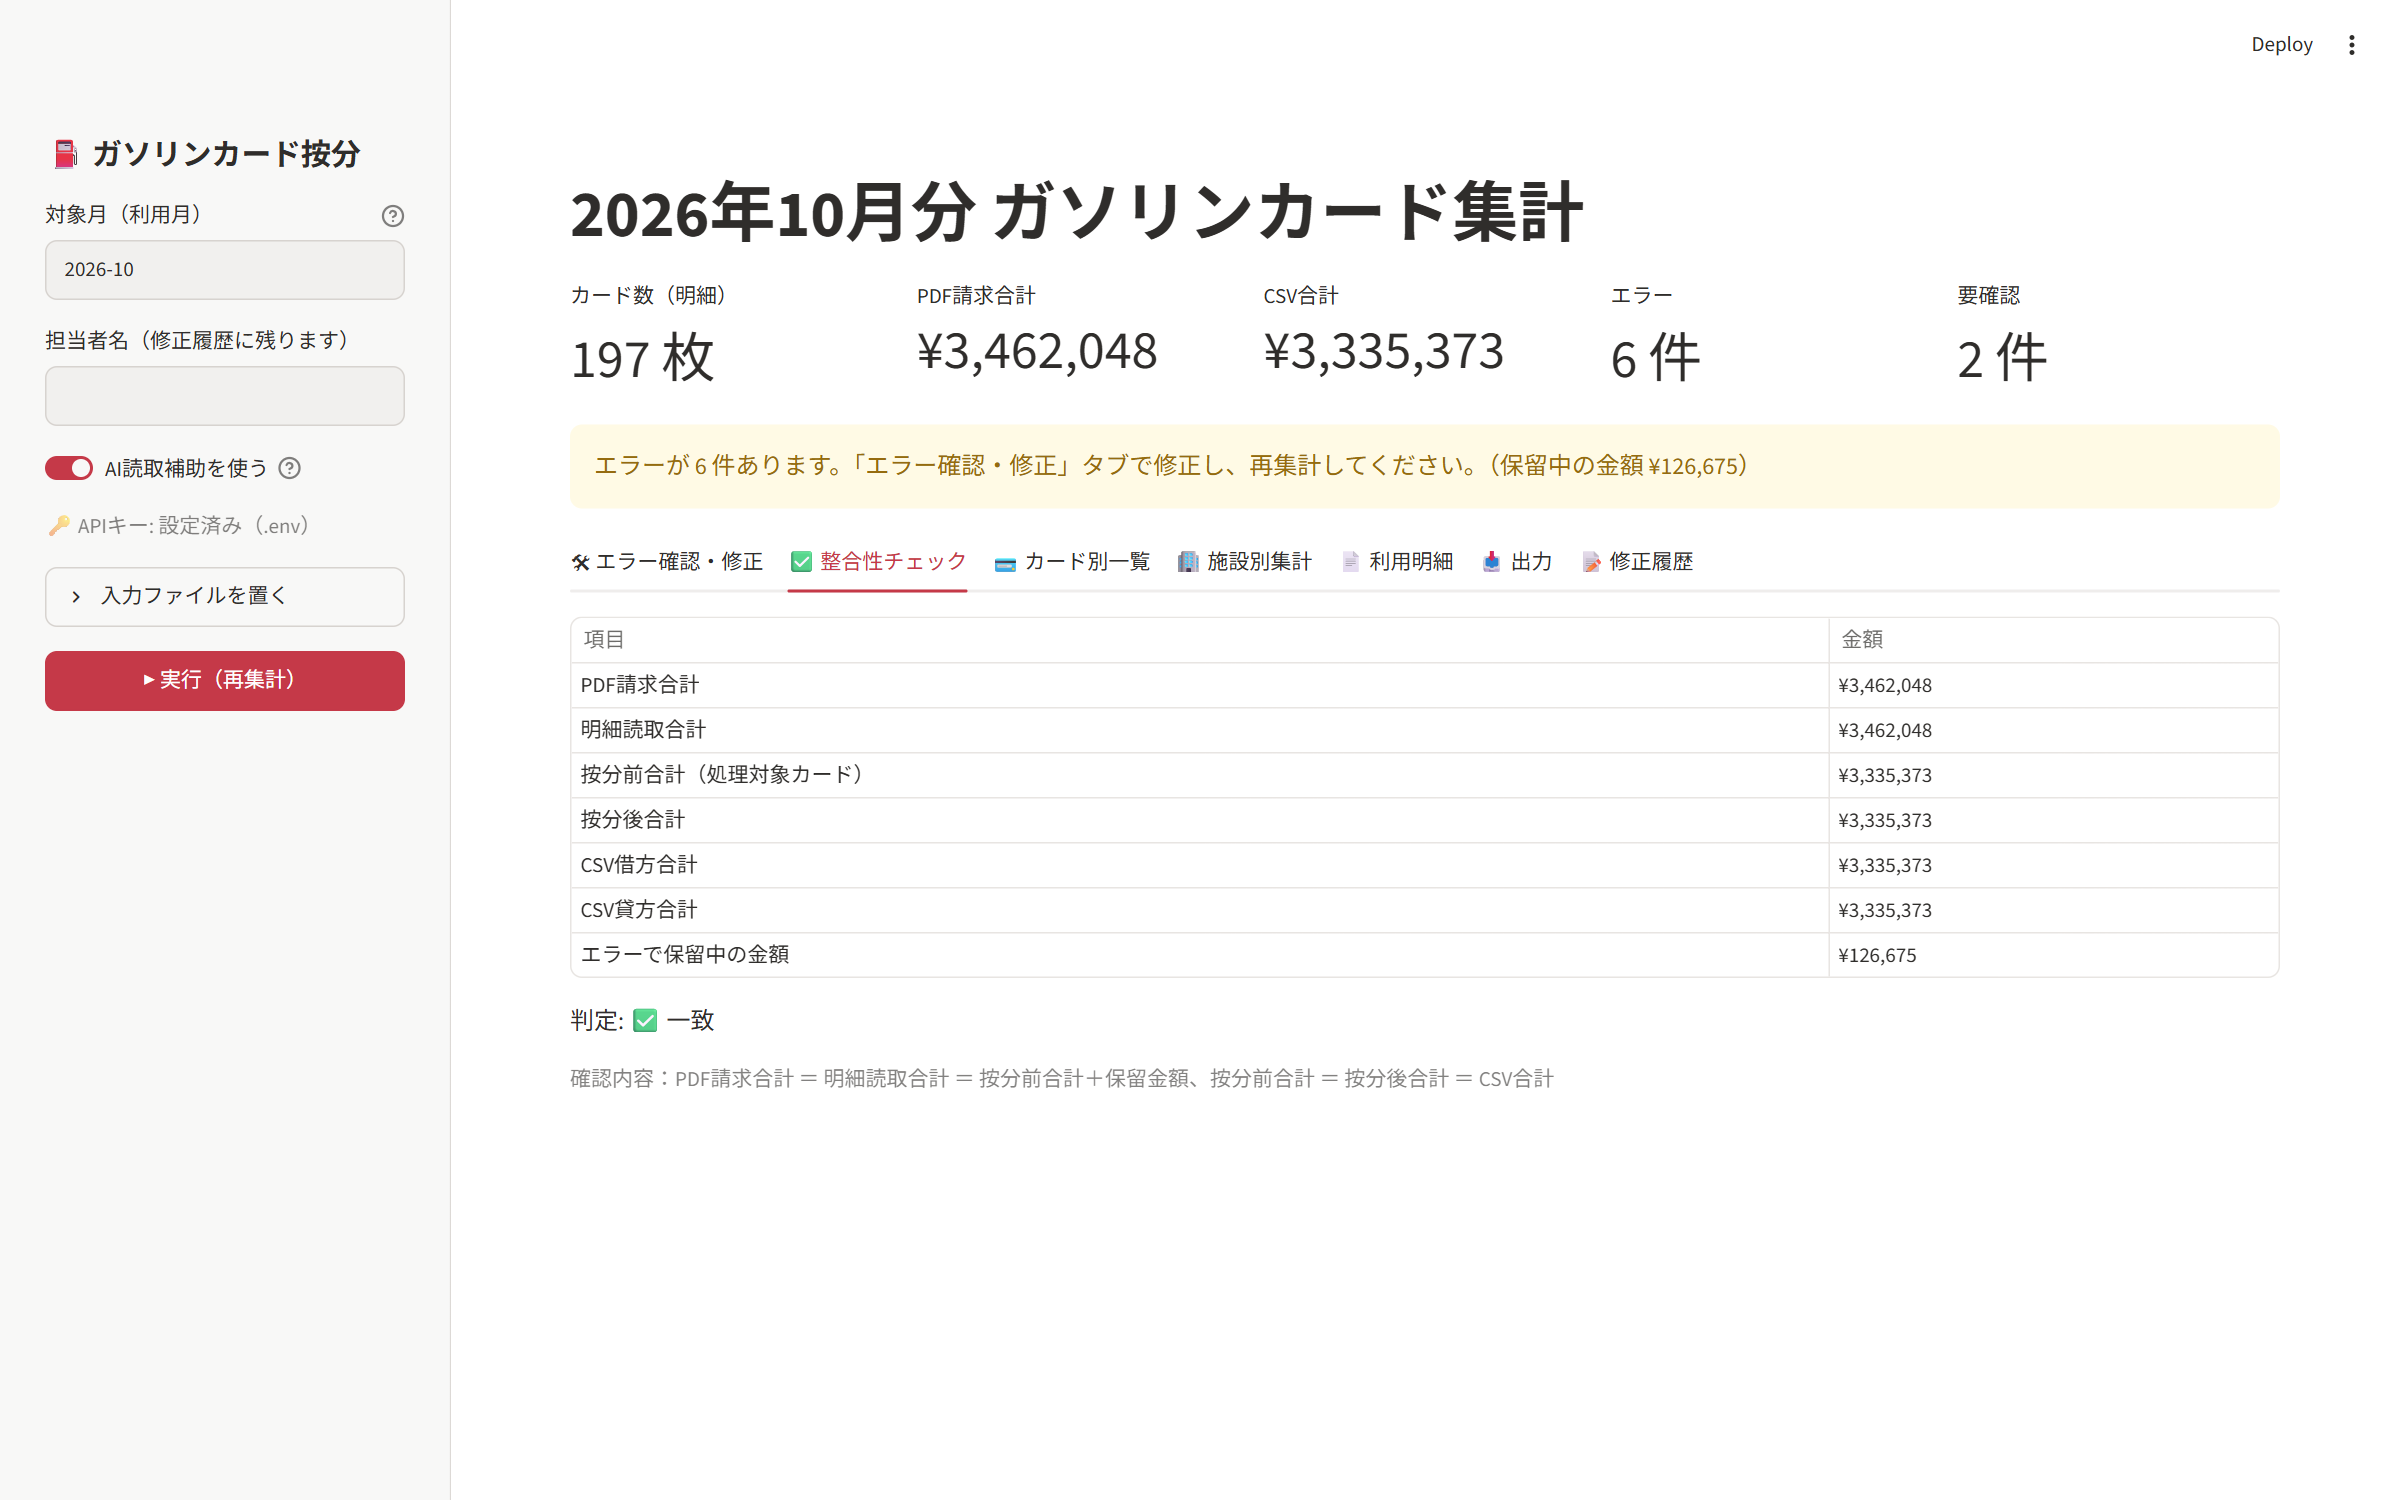 Deploy
ガソリンカード按分
対象月（利用月）
2026-10
担当者名（修正履歴に残ります）
AI読取補助を使う
APIキー: 設定済み（.env）
入力ファイルを置く
▶ 実行（再集計）
2026年10月分 ガソリンカード集計
カード数（明細） PDF請求合計 CSV合計 エラー 要確認
197 枚 ¥3,462,048 ¥3,335,373 6 件 2 件
エラーが 6 件あります。「エラー確認・修正」タブで修正し、再集計してください。（保留中の金額 ¥126,675）
エラー確認・修正 整合性チェック カード別一覧 施設別集計 利用明細 出力 修正履歴
項目 金額
PDF請求合計 ¥3,462,048
明細読取合計 ¥3,462,048
按分前合計（処理対象カード） ¥3,335,373
按分後合計 ¥3,335,373
CSV借方合計 ¥3,335,373
CSV貸方合計 ¥3,335,373
エラーで保留中の金額 ¥126,675
判定: ✅ 一致
確認内容：PDF請求合計 ＝ 明細読取合計 ＝ 按分前合計＋保留金額、按分前合計 ＝ 按分後合計 ＝ CSV合計